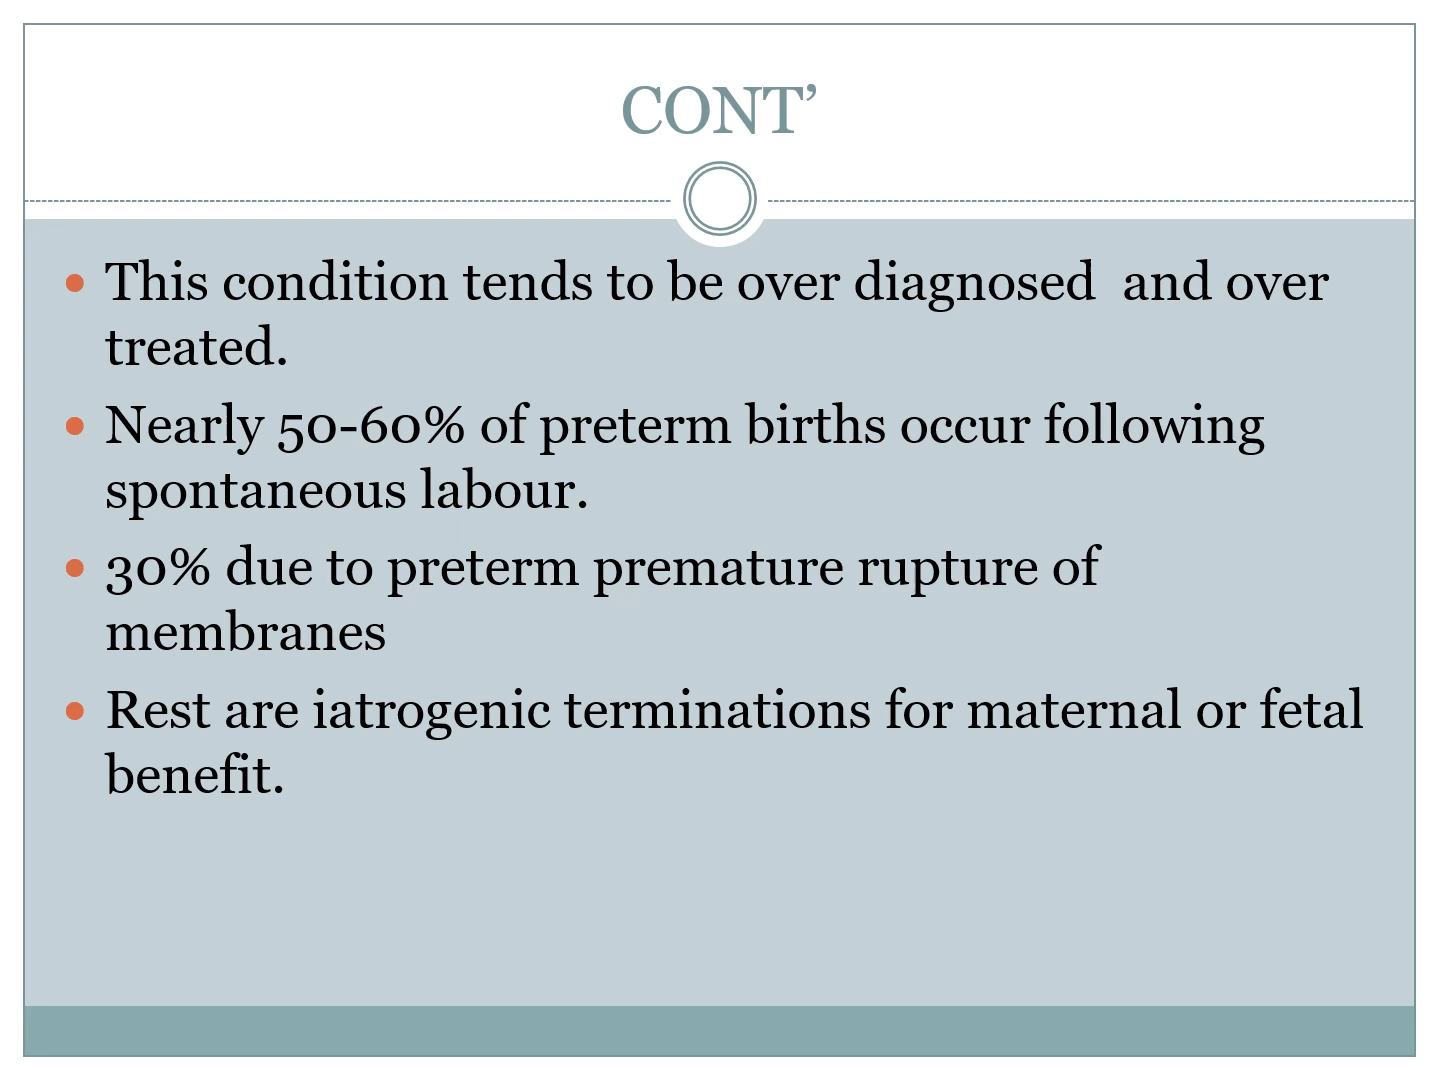 CONT’
• This condition tends to be over diagnosed  and over
treated.
• Nearly 50-60% of preterm births occur following
spontaneous labour.
• 30% due to preterm premature rupture of
membranes
• Rest are iatrogenic terminations for maternal or fetal
benefit.